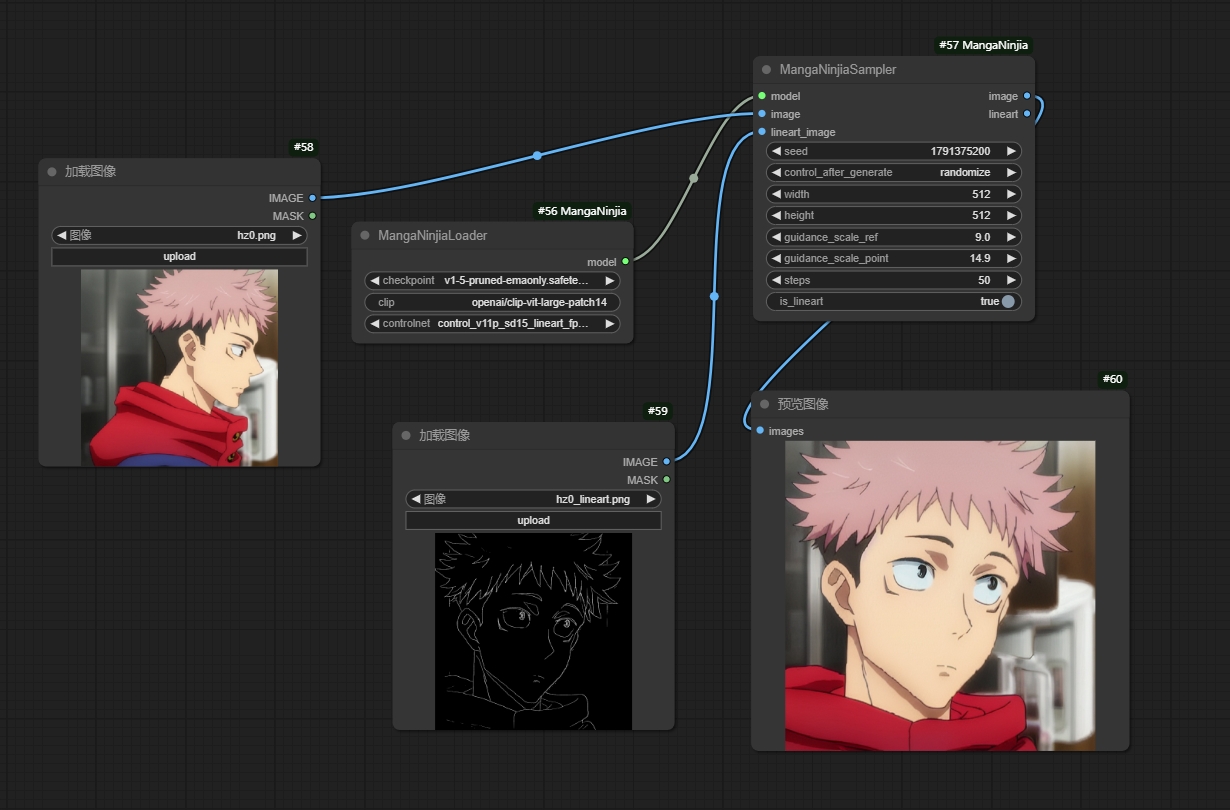 #58
加载图像
IMAGE
MASK
图像 hz0.png
upload
#56 MangaNinjia
MangaNinjiaLoader
model
checkpoint v1-5-pruned-emaonly.safete...
clip openai/clip-vit-large-patch14
controlnet control_v11p_sd15_lineart_fp...
#59
加载图像
IMAGE
MASK
图像 hz0_lineart.png
upload
#57 MangaNinjia
MangaNinjiaSampler
model image
image lineart
lineart_image
seed 1791375200
control_after_generate randomize
width 512
height 512
guidance_scale_ref 9.0
guidance_scale_point 14.9
steps 50
is_lineart true
#60
预览图像
images